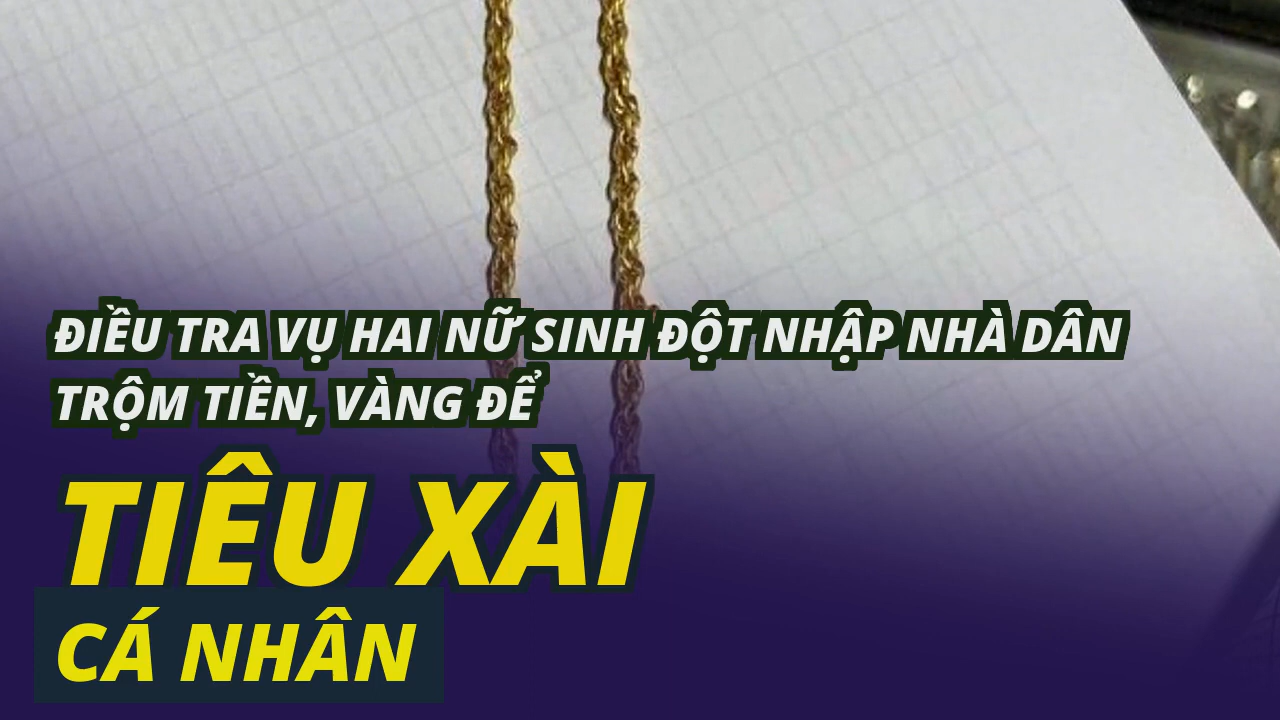 ĐIỀU TRA VỤ HAI NỮ SINH ĐỘT NHẬP NHÀ DÂN
TRỘM TIỀN, VÀNG ĐỂ
TIÊU XÀI
CÁ NHÂN